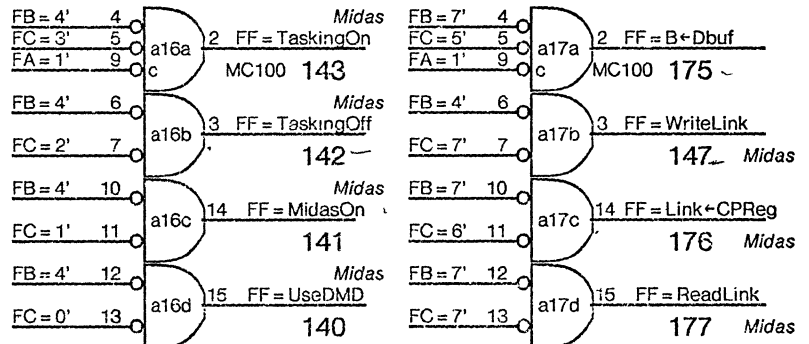 FB = 4' 4 Midas
FC = 3' 5 a16a 2 FF = TaskingOn
FA = 1' 9 c MC100 143
FB = 4' 6 Midas
a16b 3 FF = TaskingOff
FC = 2' 7 142
FB = 4' 10 Midas
a16c 14 FF = MidasOn
FC = 1' 11 141
FB = 4' 12 Midas
a16d 15 FF = UseDMD
FC = 0' 13 140
FB = 7' 4
FC = 5' 5 a17a 2 FF = B←Dbuf
FA = 1' 9 c MC100 175
FB = 4' 6
a17b 3 FF = WriteLink
FC = 7' 7 147 Midas
FB = 7' 10
a17c 14 FF = Link←CPReg
FC = 6' 11 176 Midas
FB = 7' 12
a17d 15 FF = ReadLink
FC = 7' 13 177 Midas